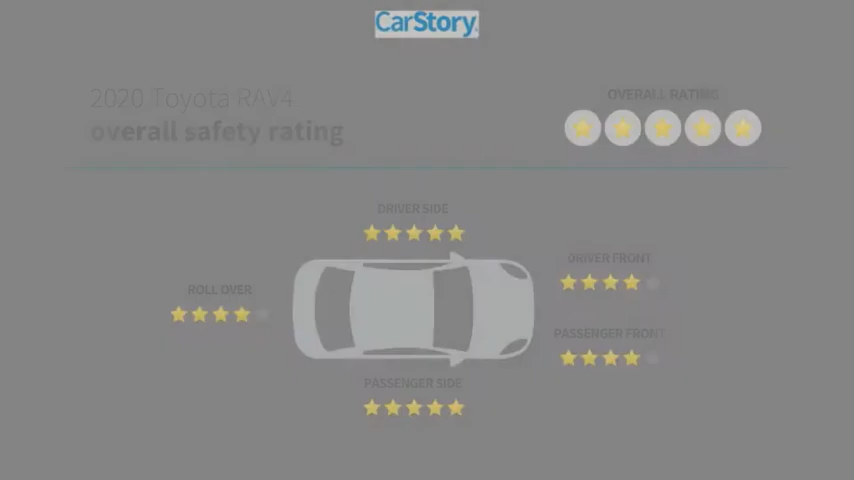 CarStory
2020 Toyota RAV4
overall safety rating
OVERALL RATING
DRIVER SIDE
DRIVER FRONT
ROLL OVER
PASSENGER FRONT
PASSENGER SIDE